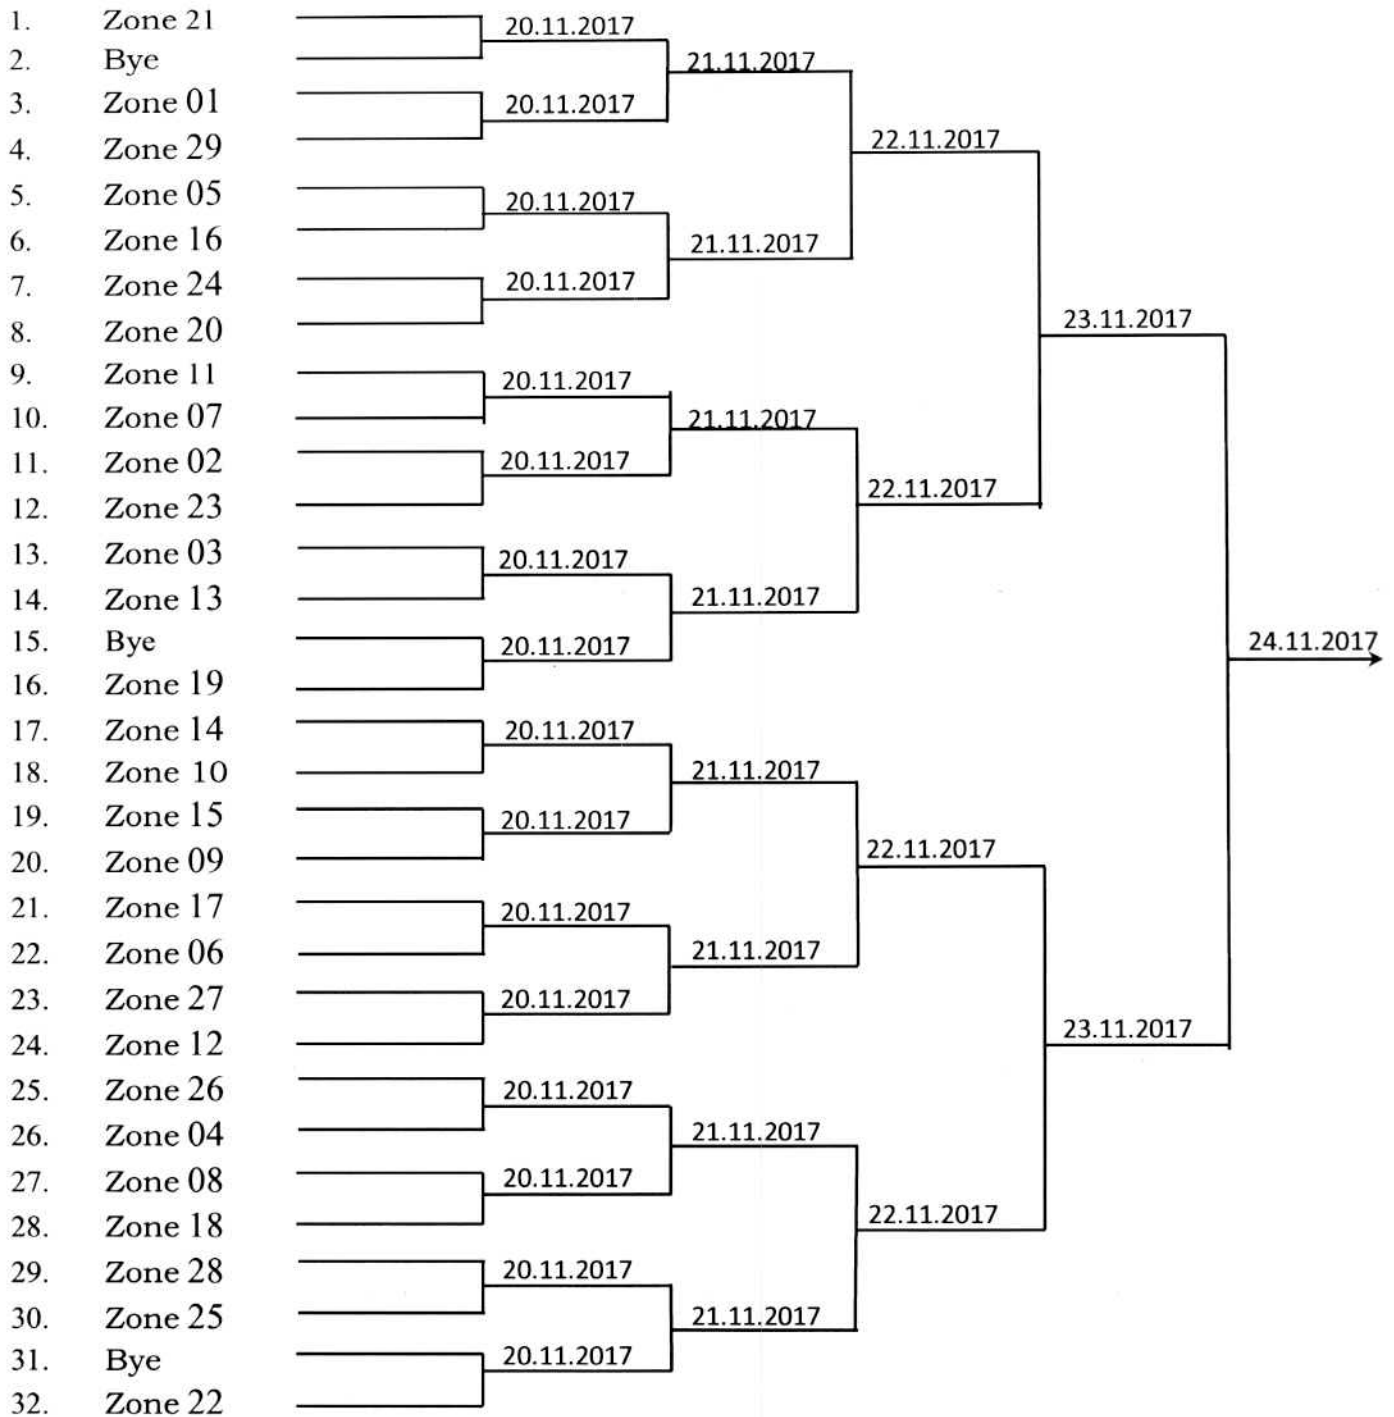 1. Zone 21
20.11.2017
2. Bye
21.11.2017
3. Zone 01
20.11.2017
22.11.2017
4. Zone 29
5. Zone 05
20.11.2017
6. Zone 16
21.11.2017
7. Zone 24
20.11.2017
23.11.2017
8. Zone 20
9. Zone 11
20.11.2017
10. Zone 07
21.11.2017
11. Zone 02
20.11.2017
22.11.2017
12. Zone 23
13. Zone 03
20.11.2017
14. Zone 13
21.11.2017
15. Bye
20.11.2017
24.11.2017
16. Zone 19
17. Zone 14
20.11.2017
18. Zone 10
21.11.2017
19. Zone 15
20.11.2017
22.11.2017
20. Zone 09
21. Zone 17
20.11.2017
22. Zone 06
21.11.2017
23. Zone 27
20.11.2017
23.11.2017
24. Zone 12
25. Zone 26
20.11.2017
26. Zone 04
21.11.2017
27. Zone 08
20.11.2017
22.11.2017
28. Zone 18
29. Zone 28
20.11.2017
30. Zone 25
21.11.2017
31. Bye
20.11.2017
32. Zone 22